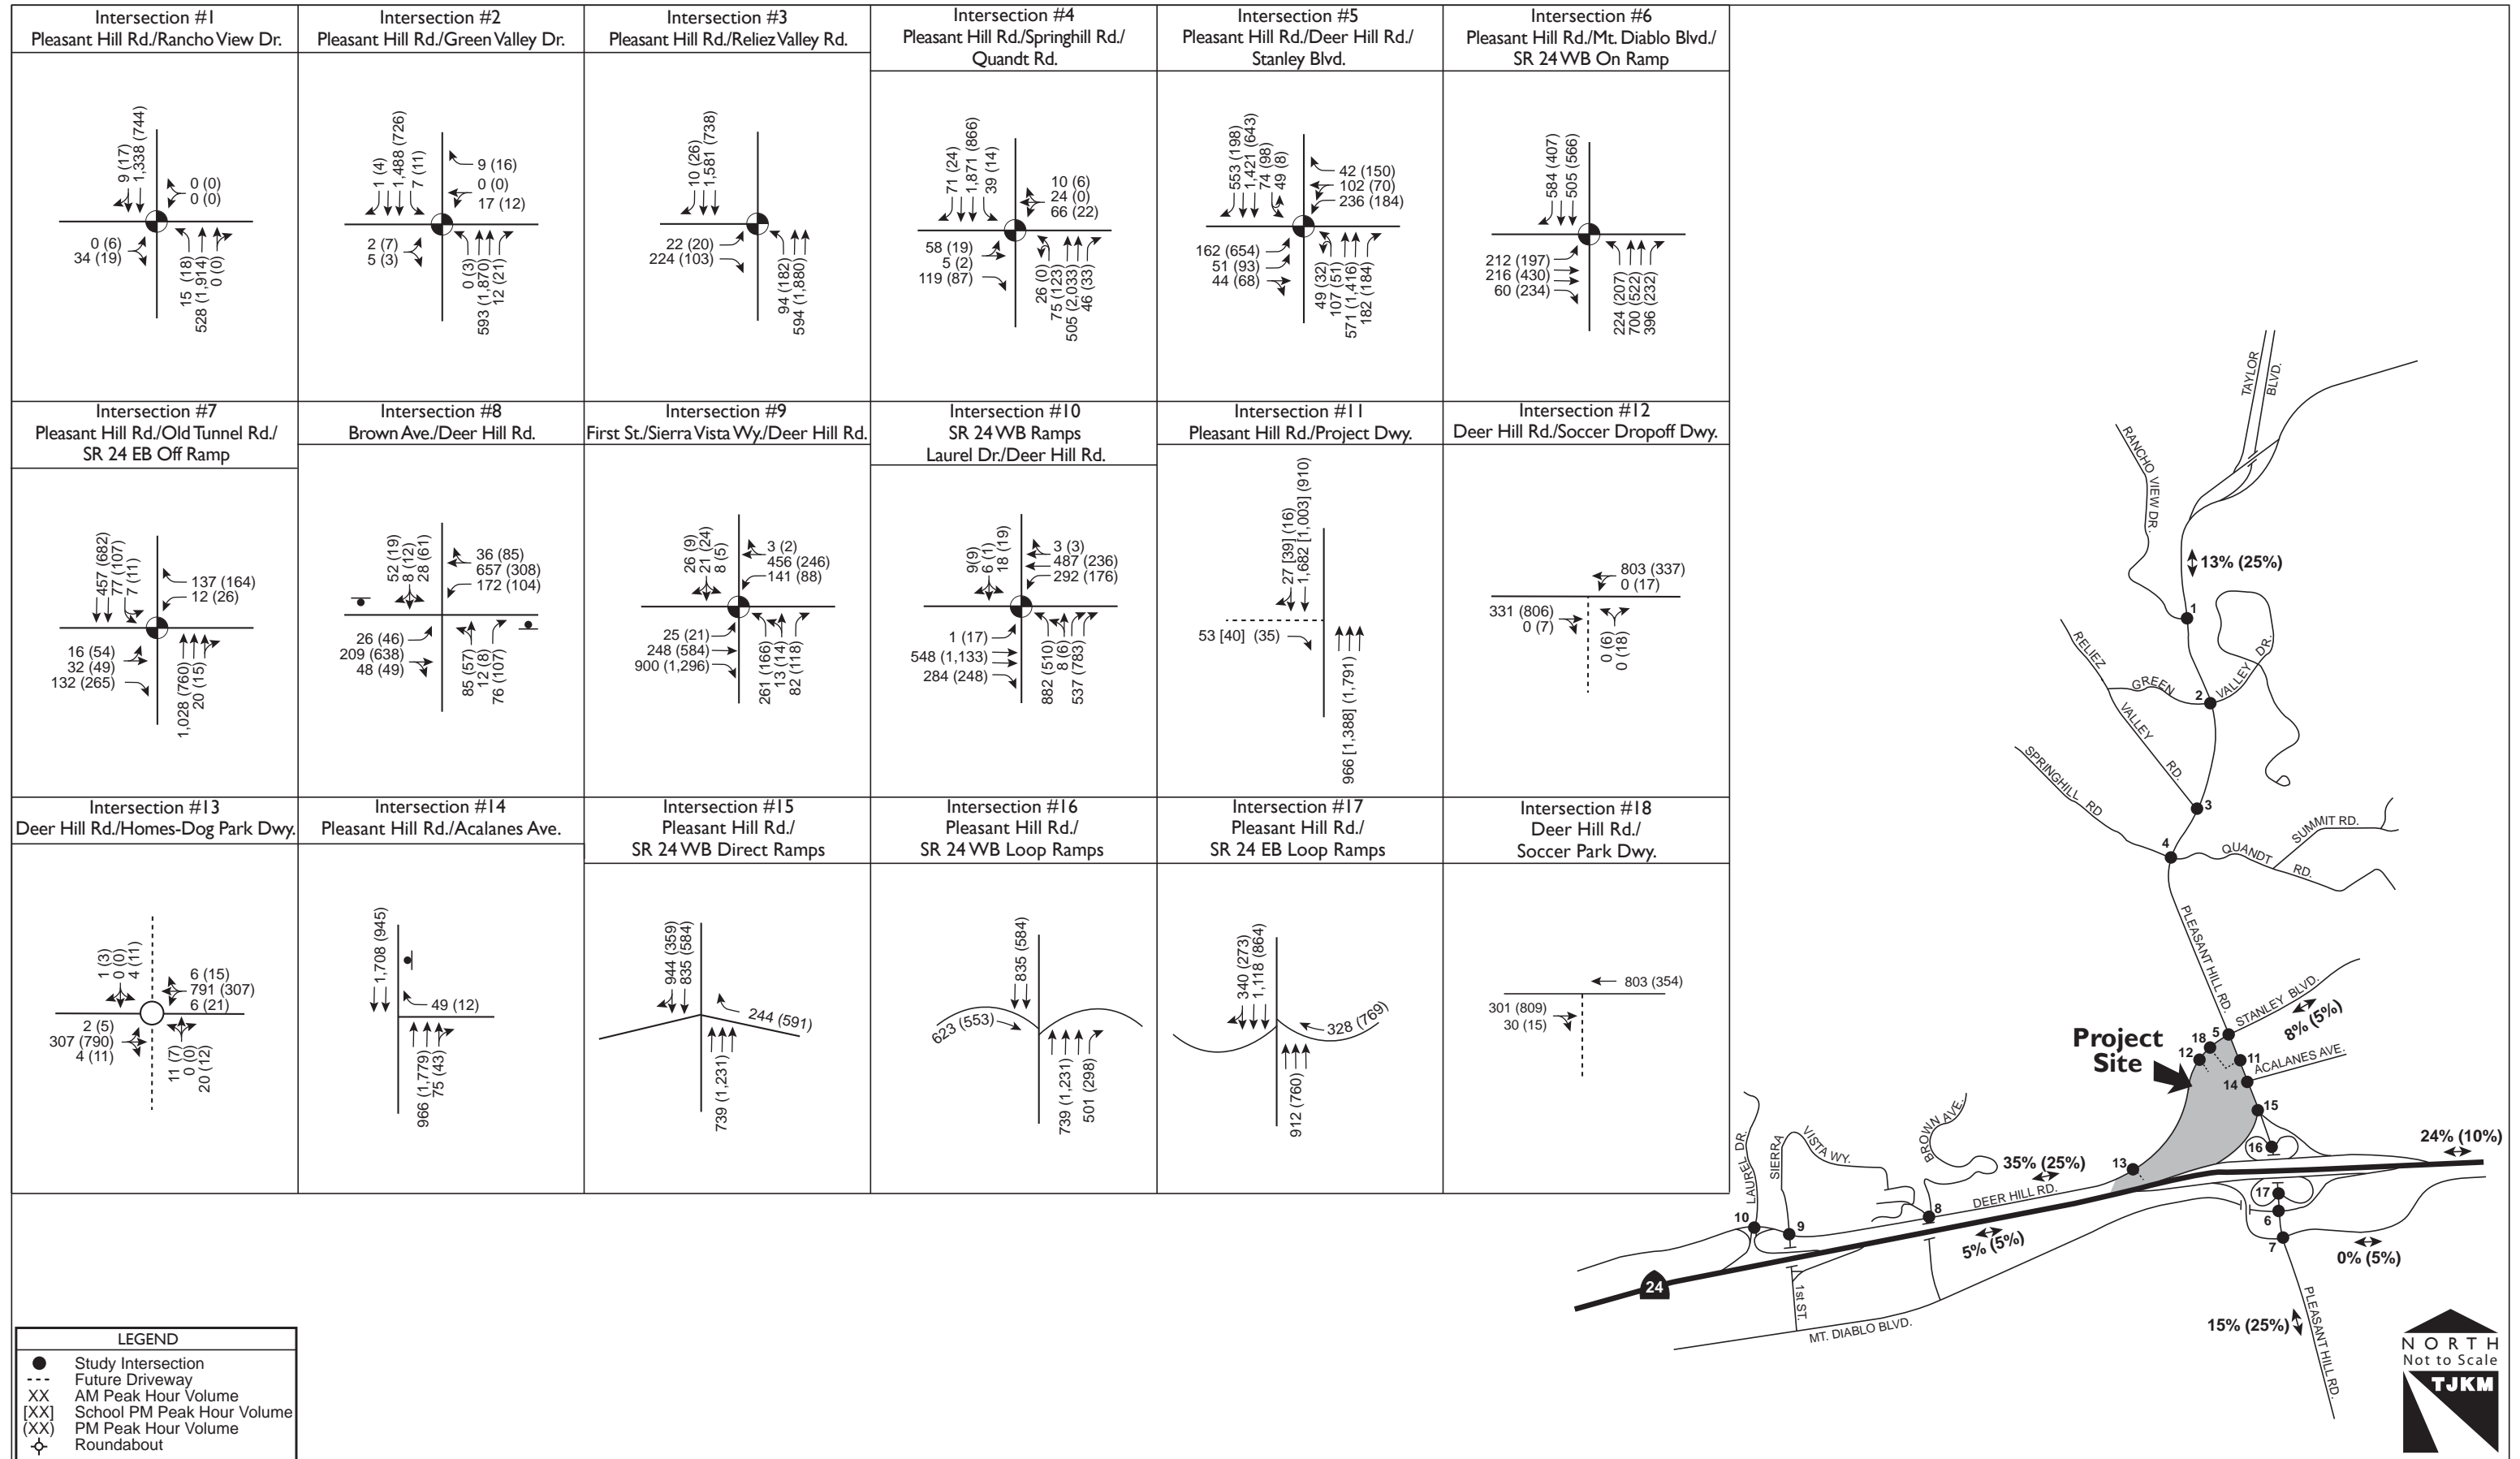 Intersection #1
Pleasant Hill Rd./Rancho View Dr.
9 (17)
1,338 (744)
0 (0)
0 (0)
0 (6)
34 (19)
15 (18)
528 (1,914)
0 (0)
Intersection #2
Pleasant Hill Rd./Green Valley Dr.
1 (4)
1,488 (726)
7 (11)
9 (16)
0 (0)
17 (12)
2 (7)
5 (3)
0 (3)
593 (1,870)
12 (21)
Intersection #3
Pleasant Hill Rd./Reliez Valley Rd.
10 (26)
1,581 (738)
22 (20)
224 (103)
94 (182)
594 (1,880)
Intersection #4
Pleasant Hill Rd./Springhill Rd./
Quandt Rd.
71 (24)
1,871 (866)
39 (14)
10 (6)
24 (0)
66 (22)
58 (19)
5 (2)
119 (87)
26 (0)
75 (123)
505 (2,033)
46 (33)
Intersection #5
Pleasant Hill Rd./Deer Hill Rd./
Stanley Blvd.
553 (198)
1,421 (643)
74 (98)
49 (8)
42 (150)
102 (70)
236 (184)
162 (654)
51 (93)
44 (68)
49 (32)
107 (51)
571 (1,416)
182 (184)
Intersection #6
Pleasant Hill Rd./Mt. Diablo Blvd./
SR 24 WB On Ramp
584 (407)
505 (566)
212 (197)
216 (430)
60 (234)
224 (207)
700 (522)
396 (232)
Intersection #7
Pleasant Hill Rd./Old Tunnel Rd./
SR 24 EB Off Ramp
457 (682)
77 (107)
7 (11)
137 (164)
12 (26)
16 (54)
32 (49)
132 (265)
1,028 (760)
20 (15)
Intersection #8
Brown Ave./Deer Hill Rd.
52 (19)
8 (12)
28 (61)
36 (85)
657 (308)
172 (104)
26 (46)
209 (638)
48 (49)
85 (57)
12 (8)
76 (107)
Intersection #9
First St./Sierra Vista Wy./Deer Hill Rd.
26 (9)
21 (24)
8 (5)
3 (2)
456 (246)
141 (88)
25 (21)
248 (584)
900 (1,296)
261 (166)
13 (14)
82 (118)
Intersection #10
SR 24 WB Ramps
Laurel Dr./Deer Hill Rd.
9(9)
6 (1)
18 (19)
3 (3)
487 (236)
292 (176)
1 (17)
548 (1,133)
284 (248)
882 (510)
8 (6)
537 (783)
Intersection #11
Pleasant Hill Rd./Project Dwy.
27 [39] (16)
1,682 [1,003] (910)
53 [40] (35)
966 [1,388] (1,791)
Intersection #12
Deer Hill Rd./Soccer Dropoff Dwy.
803 (337)
0 (17)
331 (806)
0 (7)
0 (6)
0 (18)
Intersection #13
Deer Hill Rd./Homes-Dog Park Dwy.
1 (3)
0 (0)
4 (11)
6 (15)
791 (307)
6 (21)
2 (5)
307 (790)
4 (11)
11 (7)
0 (0)
20 (12)
Intersection #14
Pleasant Hill Rd./Acalanes Ave.
1,708 (945)
49 (12)
966 (1,779)
75 (43)
Intersection #15
Pleasant Hill Rd./
SR 24 WB Direct Ramps
944 (359)
835 (584)
244 (591)
739 (1,231)
Intersection #16
Pleasant Hill Rd./
SR 24 WB Loop Ramps
835 (584)
623 (553)
739 (1,231)
501 (298)
Intersection #17
Pleasant Hill Rd./
SR 24 EB Loop Ramps
340 (273)
1,118 (864)
328 (769)
912 (760)
Intersection #18
Deer Hill Rd./
Soccer Park Dwy.
803 (354)
301 (809)
30 (15)
TAYLOR
BLVD.
RANCHO VIEW DR.
13% (25%)
1
RELIEZ
VALLEY
RD.
GREEN
VALLEY DR.
2
SPRINGHILL RD
3
4
SUMMIT RD.
QUANDT
RD.
PLEASANT HILL RD.
STANLEY BLVD.
8% (5%)
Project
Site
5
18
12
11
ACALANES AVE.
14
15
16
24% (10%)
13
17
6
7
0% (5%)
LAUREL DR.
SIERRA
VISTA WY.
BROWN AVE.
35% (25%)
DEER HILL RD.
10
9
8
5% (5%)
24
1st ST.
MT. DIABLO BLVD.
15% (25%)
PLEASANT HILL RD.
LEGEND
Study Intersection
Future Driveway
XX AM Peak Hour Volume
[XX] School PM Peak Hour Volume
(XX) PM Peak Hour Volume
Roundabout
NORTH
Not to Scale
TJKM